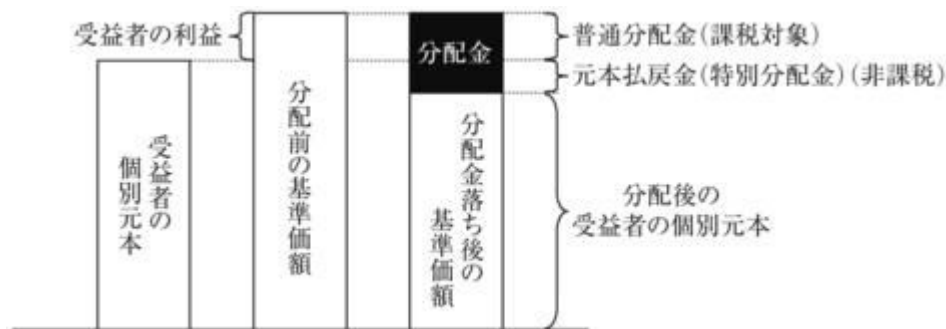 受益者の利益
受益者の
個別元本
分配前の基準価額
分配金
分配金落ち後の
基準価額
普通分配金(課税対象)
元本払戻金(特別分配金)(非課税)
分配後の
受益者の個別元本